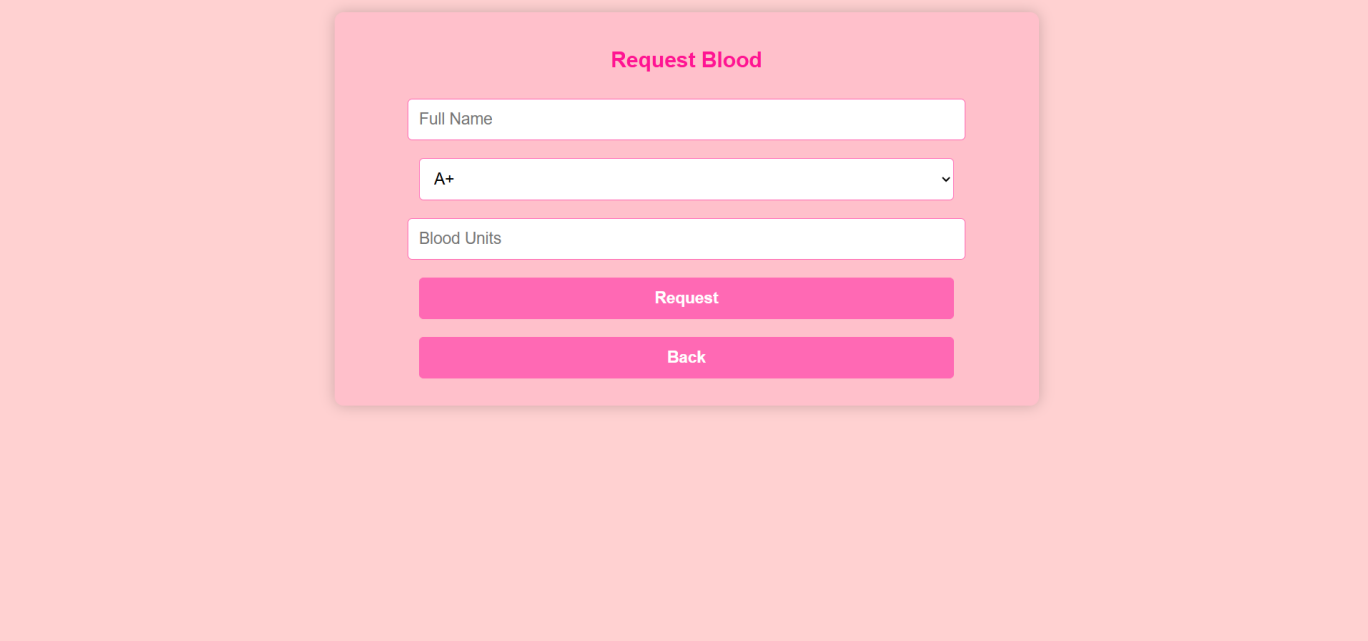 Request Blood
Full Name
A+
Blood Units
Request
Back